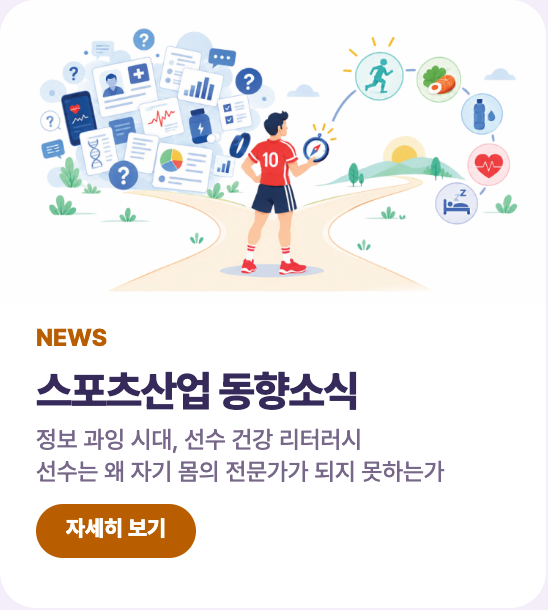 10
NEWS
스포츠산업 동향소식
정보 과잉 시대, 선수 건강 리터러시
선수는 왜 자기 몸의 전문가가 되지 못하는가
자세히 보기